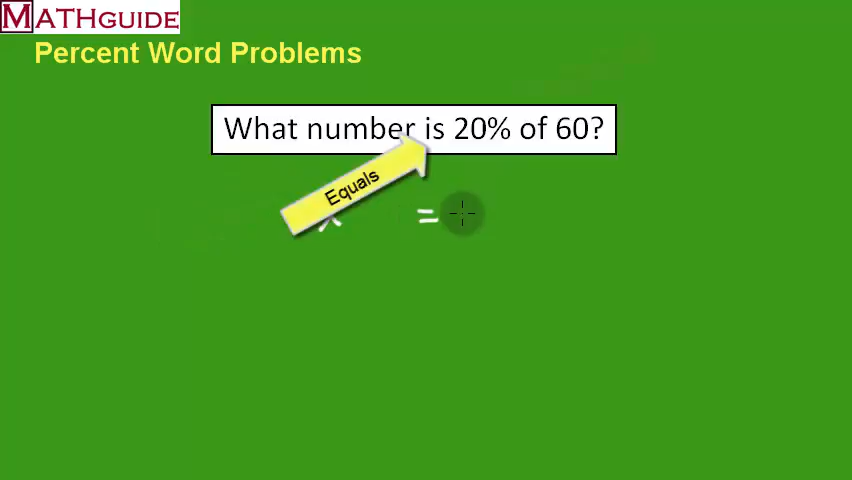 MATHGUIDE
Percent Word Problems
What number is 20% of 60?
Equals
=